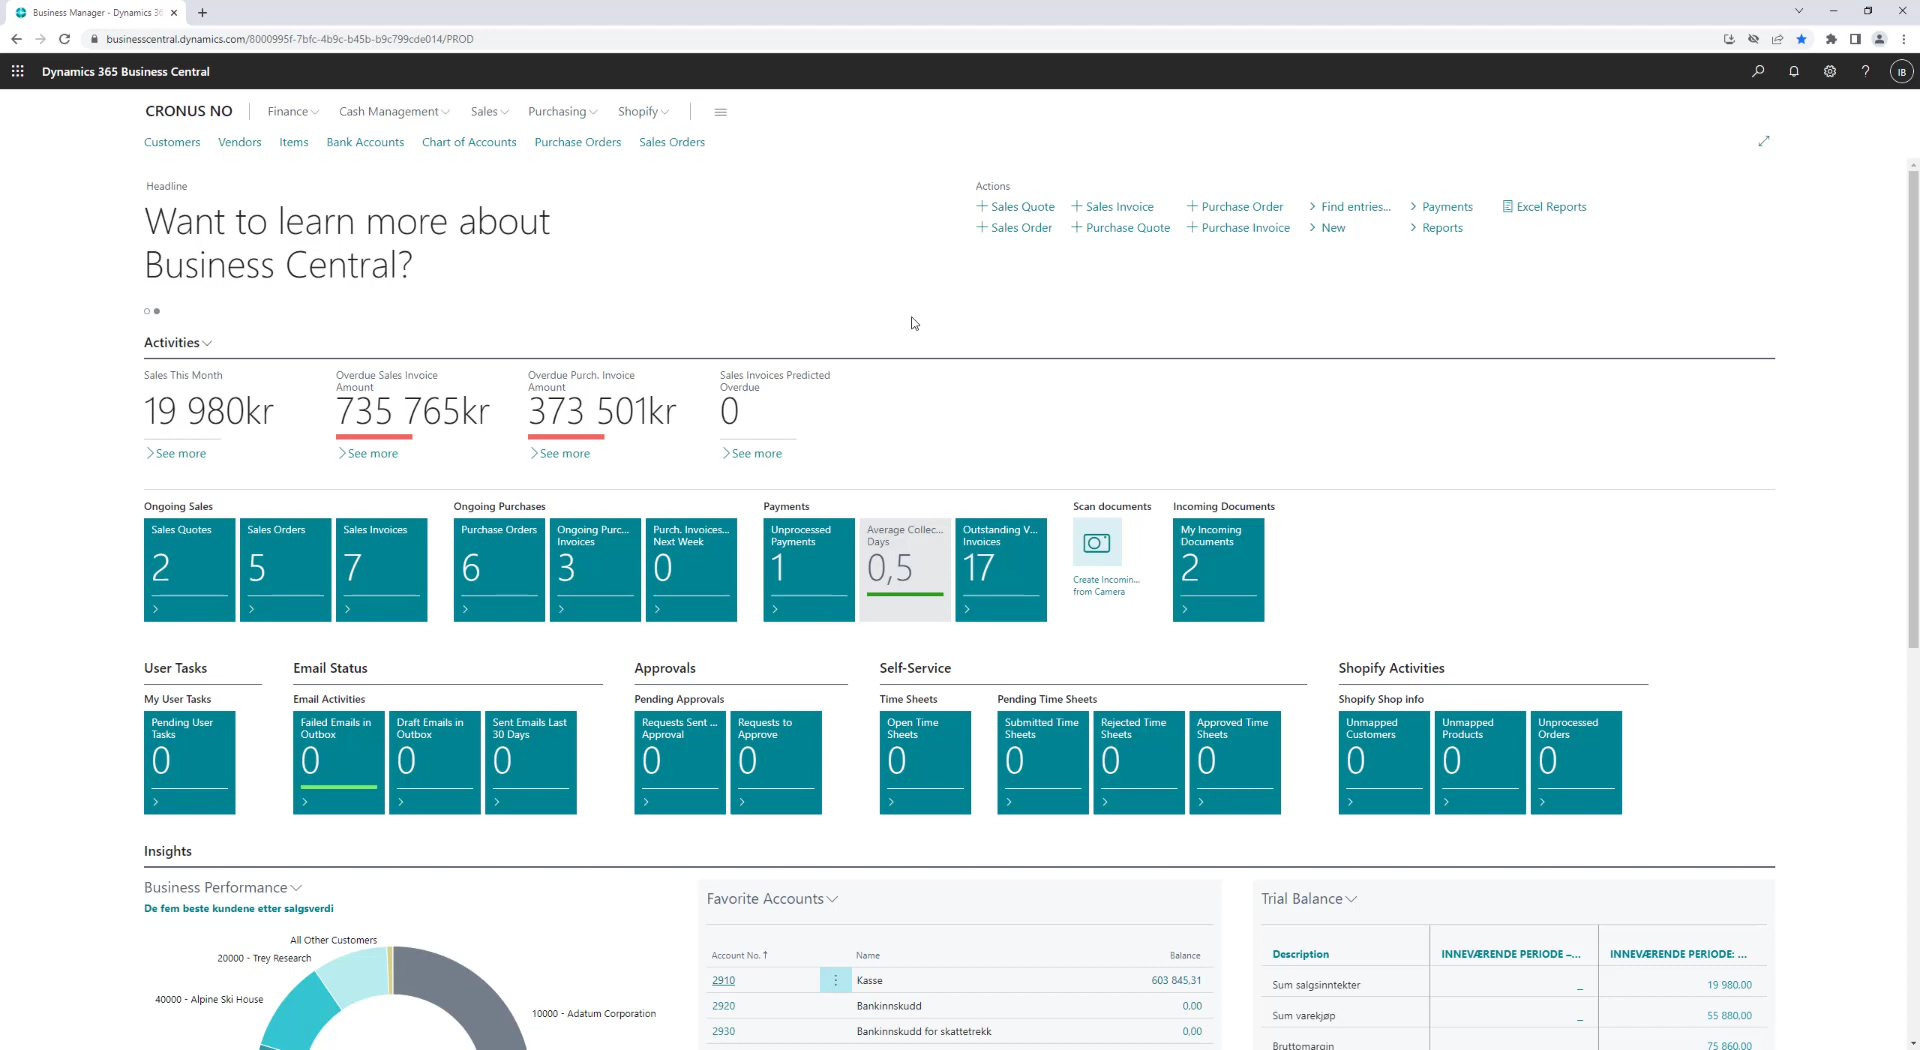 Business Manager - Dynamics 36
businesscentral.dynamics.com/8000995f-7bfc-4b9c-b45b-b9c799cde014/PROD
Dynamics 365 Business Central
IB
CRONUS NO
Finance
Cash Management
Sales
Purchasing
Shopify
Customers
Vendors
Items
Bank Accounts
Chart of Accounts
Purchase Orders
Sales Orders
Headline
Want to learn more about
Business Central?
Actions
Sales Quote
Sales Invoice
Purchase Order
Find entries...
Payments
Excel Reports
Sales Order
Purchase Quote
Purchase Invoice
New
Reports
Activities
Sales This Month
19 980kr
See more
Overdue Sales Invoice
Amount
735 765kr
See more
Overdue Purch. Invoice
Amount
373 501kr
See more
Sales Invoices Predicted
Overdue
0
See more
Ongoing Sales
Sales Quotes
2
Sales Orders
5
Sales Invoices
7
Ongoing Purchases
Purchase Orders
6
Ongoing Purc...
Invoices
3
Purch. Invoices...
Next Week
0
Payments
Unprocessed
Payments
1
Average Collec...
Days
0,5
Outstanding V...
Invoices
17
Scan documents
Create Incomin...
from Camera
Incoming Documents
My Incoming
Documents
2
User Tasks
My User Tasks
Pending User
Tasks
0
Email Status
Email Activities
Failed Emails in
Outbox
0
Draft Emails in
Outbox
0
Sent Emails Last
30 Days
0
Approvals
Pending Approvals
Requests Sent ...
Approval
0
Requests to
Approve
0
Self-Service
Time Sheets
Open Time
Sheets
0
Pending Time Sheets
Submitted Time
Sheets
0
Rejected Time
Sheets
0
Approved Time
Sheets
0
Shopify Activities
Shopify Shop info
Unmapped
Customers
0
Unmapped
Products
0
Unprocessed
Orders
0
Insights
Business Performance
De fem beste kundene etter salgsverdi
All Other Customers
20000 - Trey Research
40000 - Alpine Ski House
10000 - Adatum Corporation
Favorite Accounts
Account No. ↑
Name
Balance
2910
Kasse
603 845,31
2920
Bankinnskudd
0.00
2930
Bankinnskudd for skattetrekk
0,00
Trial Balance
Description
INNEVÆRENDE PERIODE –...
INNEVÆRENDE PERIODE: ...
Sum salgsinntekter
_
19 980,00
Sum varekjøp
_
55 880,00
Bruttomargin
75 860,00